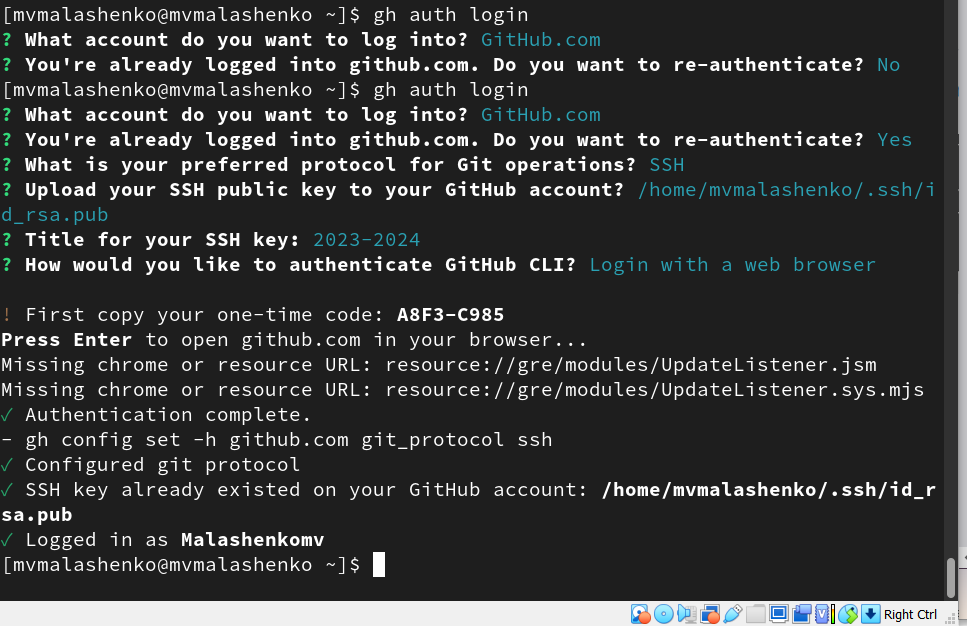 [mvmalashenko@mvmalashenko ~]$ gh auth login
? What account do you want to log into? GitHub.com
? You're already logged into github.com. Do you want to re-authenticate? No
[mvmalashenko@mvmalashenko ~]$ gh auth login
? What account do you want to log into? GitHub.com
? You're already logged into github.com. Do you want to re-authenticate? Yes
? What is your preferred protocol for Git operations? SSH
? Upload your SSH public key to your GitHub account? /home/mvmalashenko/.ssh/i
d_rsa.pub
? Title for your SSH key: 2023-2024
? How would you like to authenticate GitHub CLI? Login with a web browser
! First copy your one-time code: A8F3-C985
Press Enter to open github.com in your browser...
Missing chrome or resource URL: resource://gre/modules/UpdateListener.jsm
Missing chrome or resource URL: resource://gre/modules/UpdateListener.sys.mjs
✓ Authentication complete.
- gh config set -h github.com git_protocol ssh
✓ Configured git protocol
✓ SSH key already existed on your GitHub account: /home/mvmalashenko/.ssh/id_r
sa.pub
✓ Logged in as Malashenkomv
[mvmalashenko@mvmalashenko ~]$
Right Ctrl